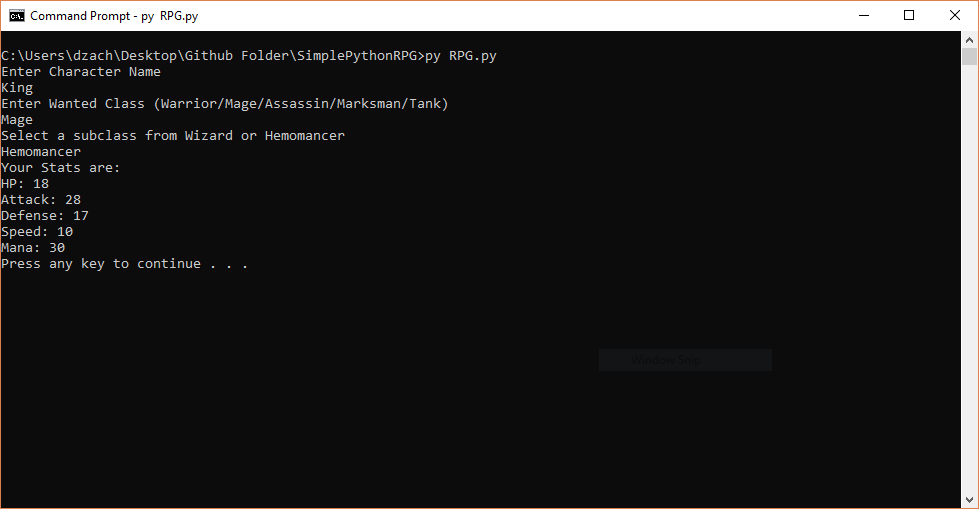 Command Prompt - py  RPG.py
C:\Users\dzach\Desktop\Github Folder\SimplePythonRPG>py RPG.py
Enter Character Name
King
Enter Wanted Class (Warrior/Mage/Assassin/Marksman/Tank)
Mage
Select a subclass from Wizard or Hemomancer
Hemomancer
Your Stats are:
HP: 18
Attack: 28
Defense: 17
Speed: 10
Mana: 30
Press any key to continue . . .
Window Snip